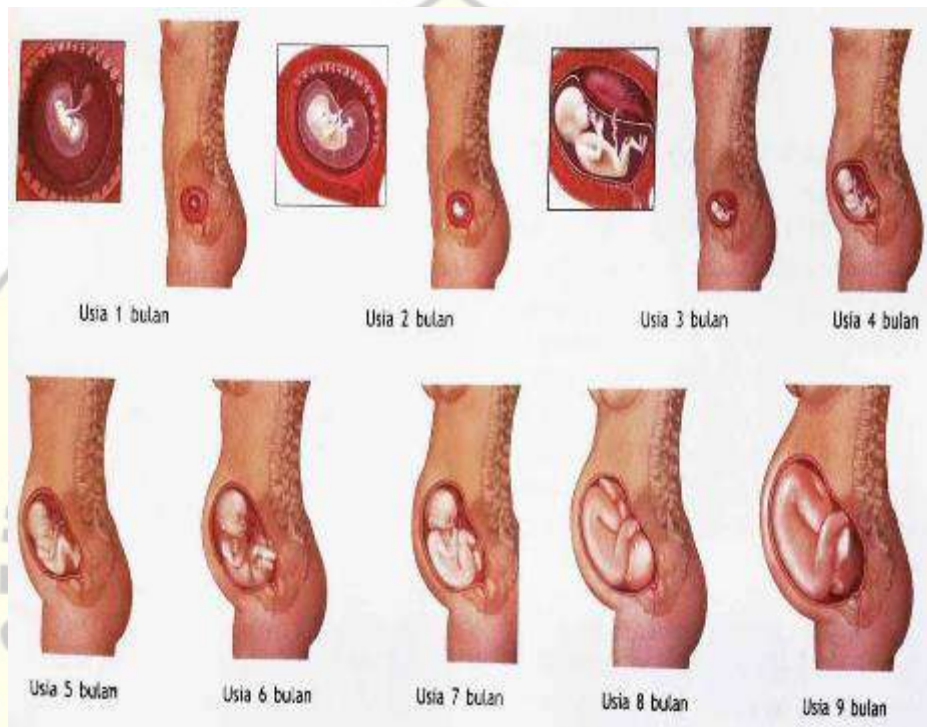 Usia 1 bulan
Usia 2 bulan
Usia 3 bulan
Usia 4 bulan
Usia 5 bulan
Usia 6 bulan
Usia 7 bulan
Usia 8 bulan
Usia 9 bulan